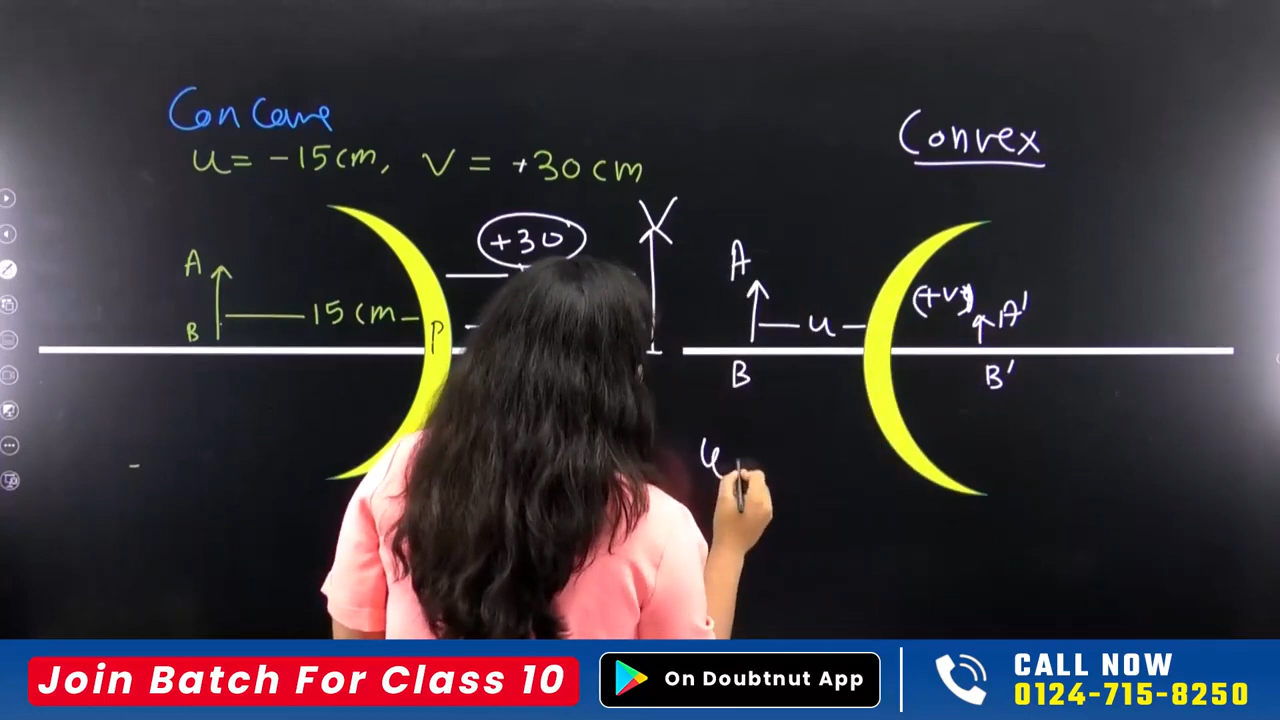 Concave
u = -15cm, v = +30 cm
+30
A
15 cm
B
P
Convex
A
u
B
(+v)
A'
B'
u
Join Batch For Class 10
On Doubtnut App
CALL NOW
0124-715-8250